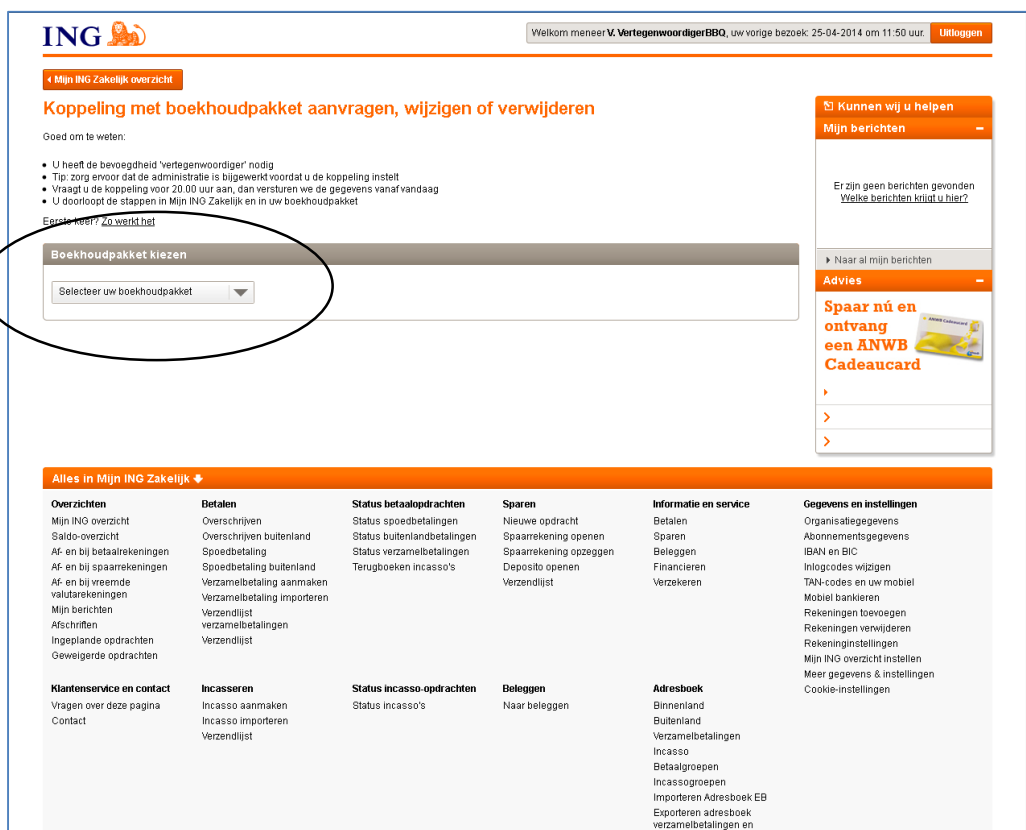 ING
Welkom meneer V. VertegenwoordigerBBQ, uw vorige bezoek: 25-04-2014 om 11:50 uur.
Uitloggen
Mijn ING Zakelijk overzicht
Koppeling met boekhoudpakket aanvragen, wijzigen of verwijderen
Goed om te weten:
• U heeft de bevoegdheid 'vertegenwoordiger' nodig
• Tip: zorg ervoor dat de administratie is bijgewerkt voordat u de koppeling instelt
• Vraagt u de koppeling voor 20.00 uur aan, dan versturen we de gegevens vanaf vandaag
• U doorloopt de stappen in Mijn ING Zakelijk en in uw boekhoudpakket
Eerste keer? Zo werkt het
Boekhoudpakket kiezen
Selecteer uw boekhoudpakket
Kunnen wij u helpen
Mijn berichten
Er zijn geen berichten gevonden
Welke berichten krijgt u hier?
Naar al mijn berichten
Advies
Spaar nú en
ontvang
een ANWB
Cadeaucard
Alles in Mijn ING Zakelijk
Overzichten
Mijn ING overzicht
Saldo-overzicht
Af- en bij betaalrekeningen
Af- en bij spaarrekeningen
Af- en bij vreemde
valutarekeningen
Mijn berichten
Afschriften
Ingeplande opdrachten
Geweigerde opdrachten
Betalen
Overschrijven
Overschrijven buitenland
Spoedbetaling
Spoedbetaling buitenland
Verzamelbetaling aanmaken
Verzamelbetaling importeren
Verzendlijst
verzamelbetalingen
Verzendlijst
Status betaalopdrachten
Status spoedbetalingen
Status buitenlandbetalingen
Status verzamelbetalingen
Terugboeken incasso's
Sparen
Nieuwe opdracht
Spaarrekening openen
Spaarrekening opzeggen
Deposito openen
Verzendlijst
Informatie en service
Betalen
Sparen
Beleggen
Financieren
Verzekeren
Gegevens en instellingen
Organisatiegegevens
Abonnementsgegevens
IBAN en BIC
Inlogcodes wijzigen
TAN-codes en uw mobiel
Mobiel bankieren
Rekeningen toevoegen
Rekeningen verwijderen
Rekeninginstellingen
Mijn ING overzicht instellen
Meer gegevens & instellingen
Cookie-instellingen
Klantenservice en contact
Vragen over deze pagina
Contact
Incasseren
Incasso aanmaken
Incasso importeren
Verzendlijst
Status incasso-opdrachten
Status incasso's
Beleggen
Naar beleggen
Adresboek
Binnenland
Buitenland
Verzamelbetalingen
Incasso
Betaalgroepen
Incassogroepen
Importeren Adresboek EB
Exporteren adresboek
verzamelbetalingen en